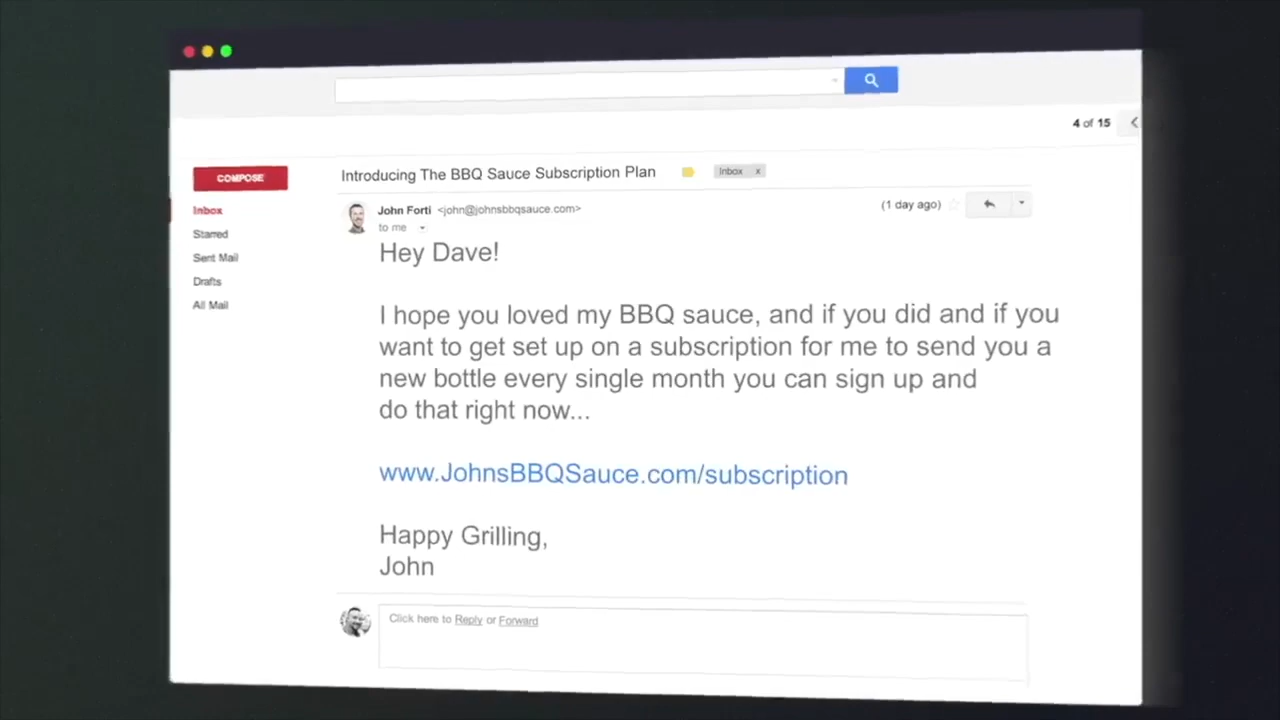 4 of 15
COMPOSE
Introducing The BBQ Sauce Subscription Plan
Inbox x
Inbox
John Forti <john@johnsbbqsauce.com>
(1 day ago)
to me
Starred
Sent Mail
Drafts
All Mail
Hey Dave!
I hope you loved my BBQ sauce, and if you did and if you
want to get set up on a subscription for me to send you a
new bottle every single month you can sign up and
do that right now...
www.JohnsBBQSauce.com/subscription
Happy Grilling,
John
Click here to Reply or Forward